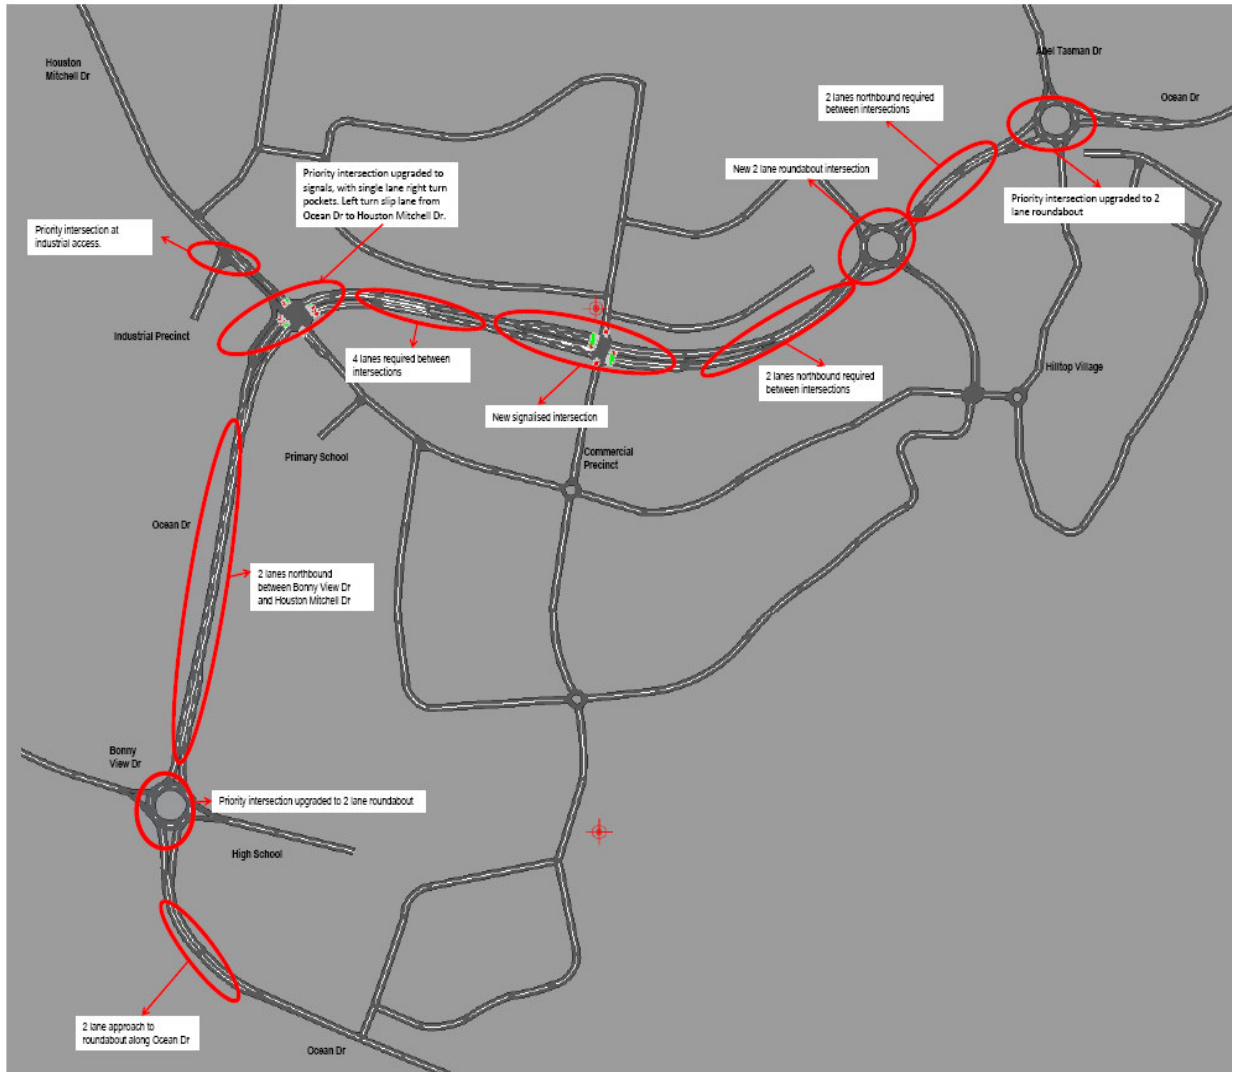 Houston
Mitchell Dr
Abel Tasman Dr
Ocean Dr
2 lanes northbound required
between intersections
New 2 lane roundabout intersection
Priority intersection upgraded to
signals, with single lane right turn
pockets. Left turn slip lane from
Ocean Dr to Houston Mitchell Dr.
Priority intersection upgraded to 2
lane roundabout
Priority intersection at
industrial access.
Industrial Precinct
4 lanes required between
intersections
2 lanes northbound required
between intersections
Hilltop Village
New signalised intersection
Primary School
Commercial
Precinct
Ocean Dr
2 lanes northbound
between Bonny View Dr
and Houston Mitchell Dr
Bonny
View Dr
Priority intersection upgraded to 2 lane roundabout
High School
2 lane approach to
roundabout along Ocean Dr
Ocean Dr